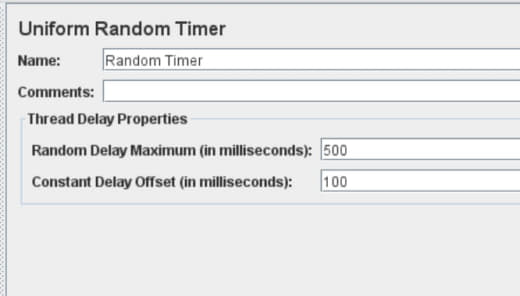 Uniform Random Timer
Name: Random Timer
Comments:
Thread Delay Properties
Random Delay Maximum (in milliseconds): 500
Constant Delay Offset (in milliseconds): 100